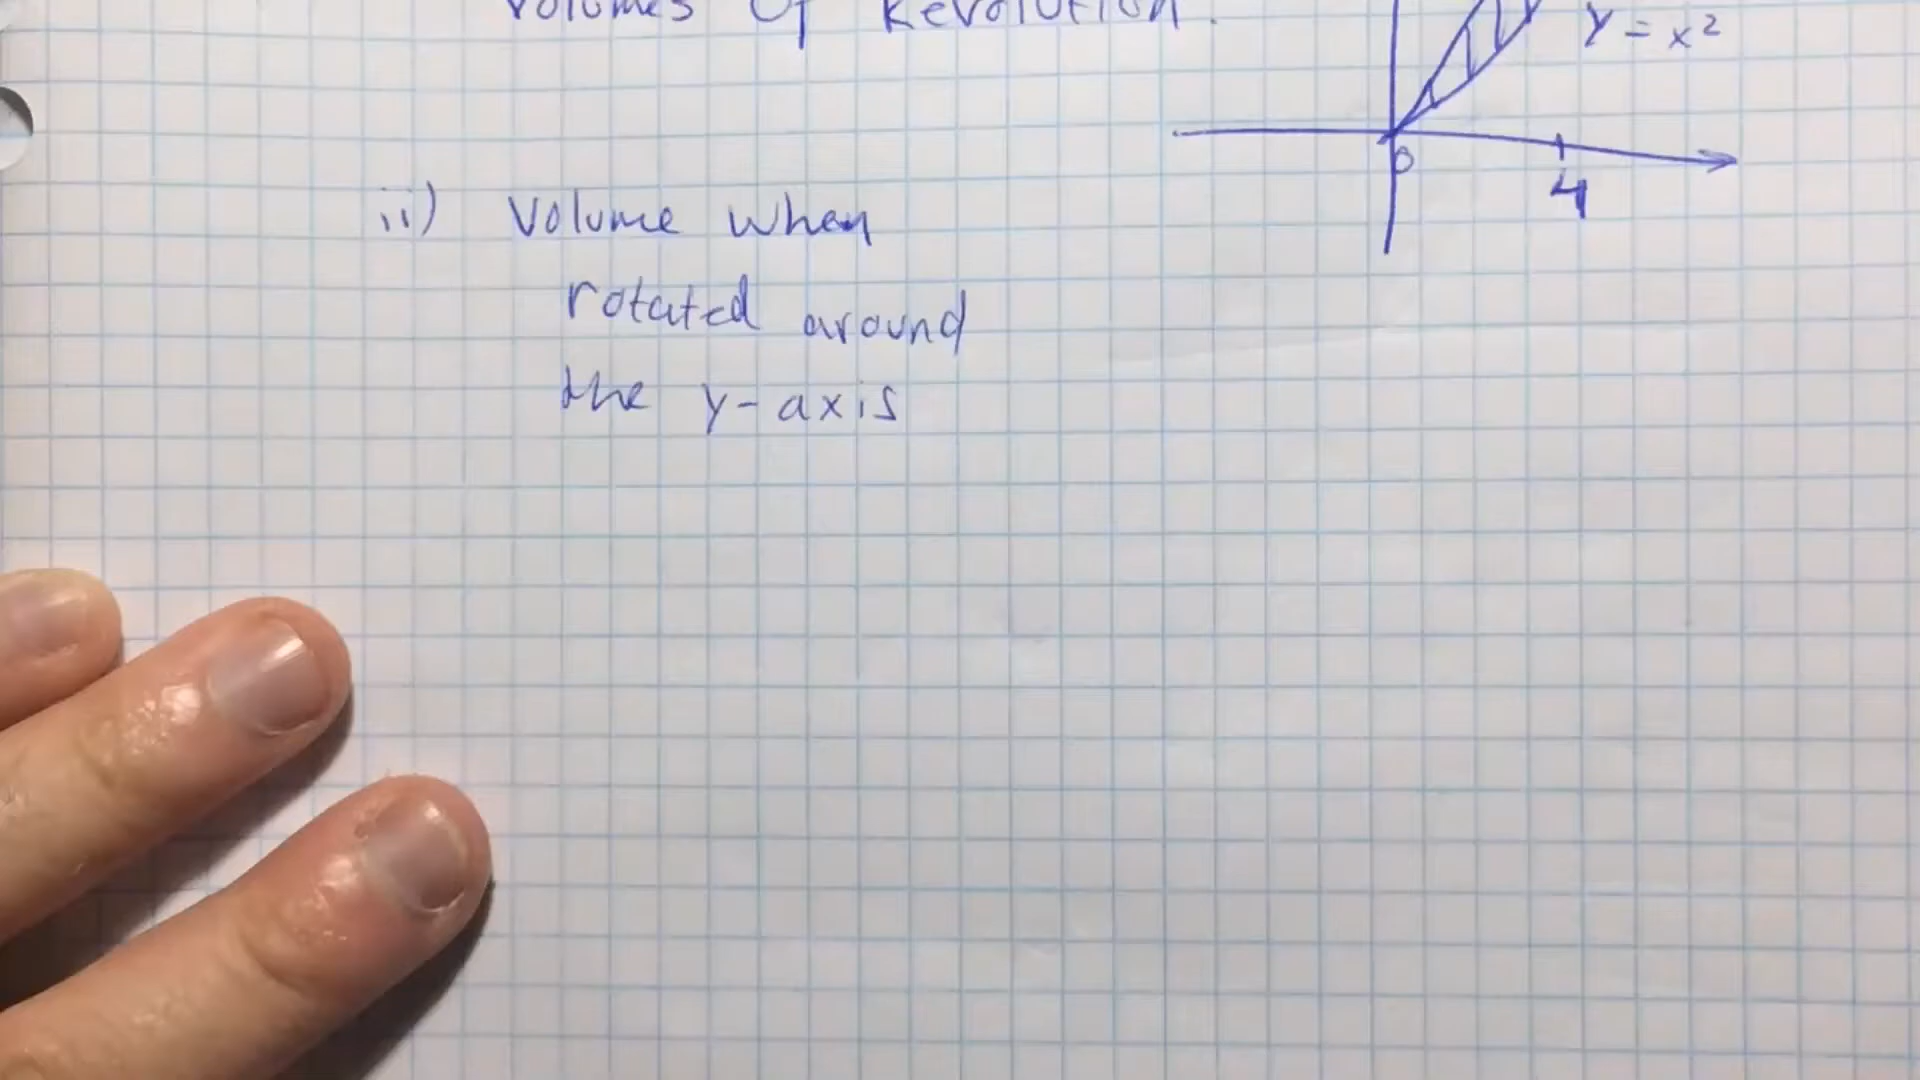 Volumes of Revolution.
y = x²
0
4
ii) Volume when
rotated around
the y-axis